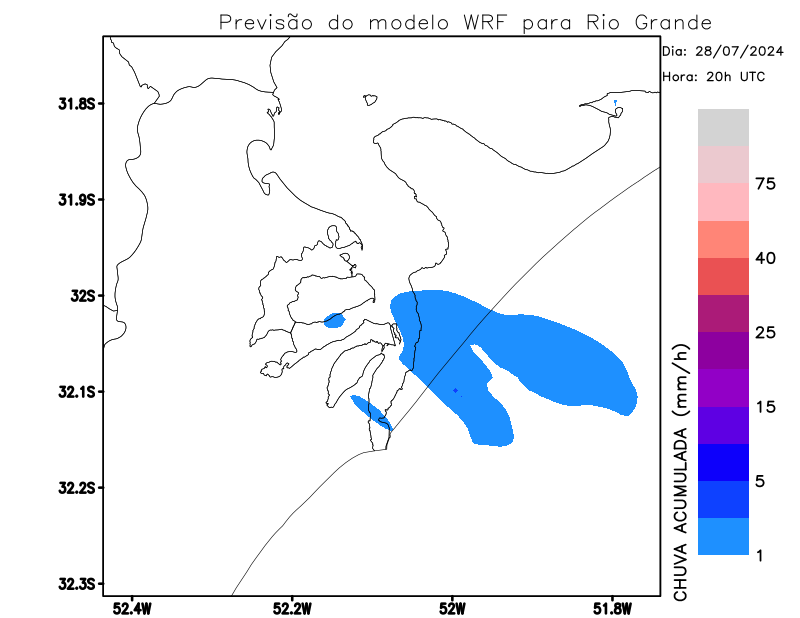 Previsão do modelo WRF para Rio Grande
Dia: 28/07/2024
Hora: 20h UTC
31.8S
31.9S
32S
32.1S
32.2S
32.3S
52.4W
52.2W
52W
51.8W
75
40
25
15
5
1
CHUVA ACUMULADA (mm/h)